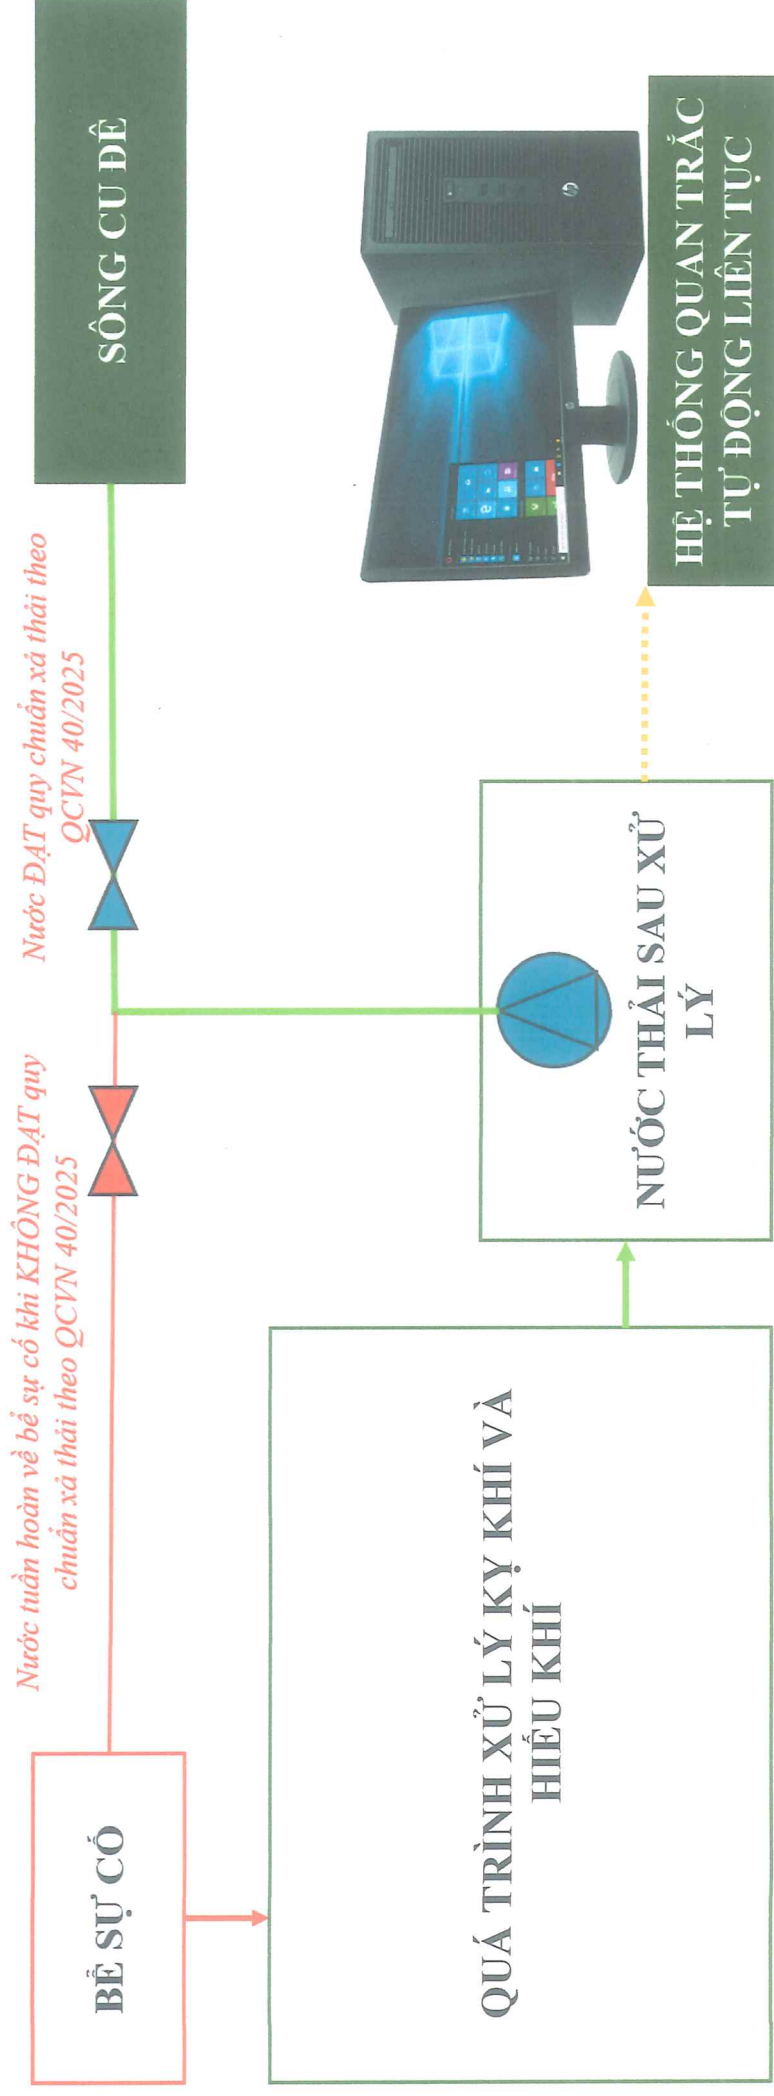 Nước tuần hoàn về bể sự cố khi KHÔNG ĐẠT quy
chuẩn xả thải theo QCVN 40/2025
Nước ĐẠT quy chuẩn xả thải theo
QCVN 40/2025
BỂ SỰ CỐ
SÔNG CU ĐÊ
QUÁ TRÌNH XỬ LÝ KỴ KHÍ VÀ
HIẾU KHÍ
NƯỚC THẢI SAU XỬ
LÝ
HỆ THỐNG QUAN TRẮC
TỰ ĐỘNG LIÊN TỤC